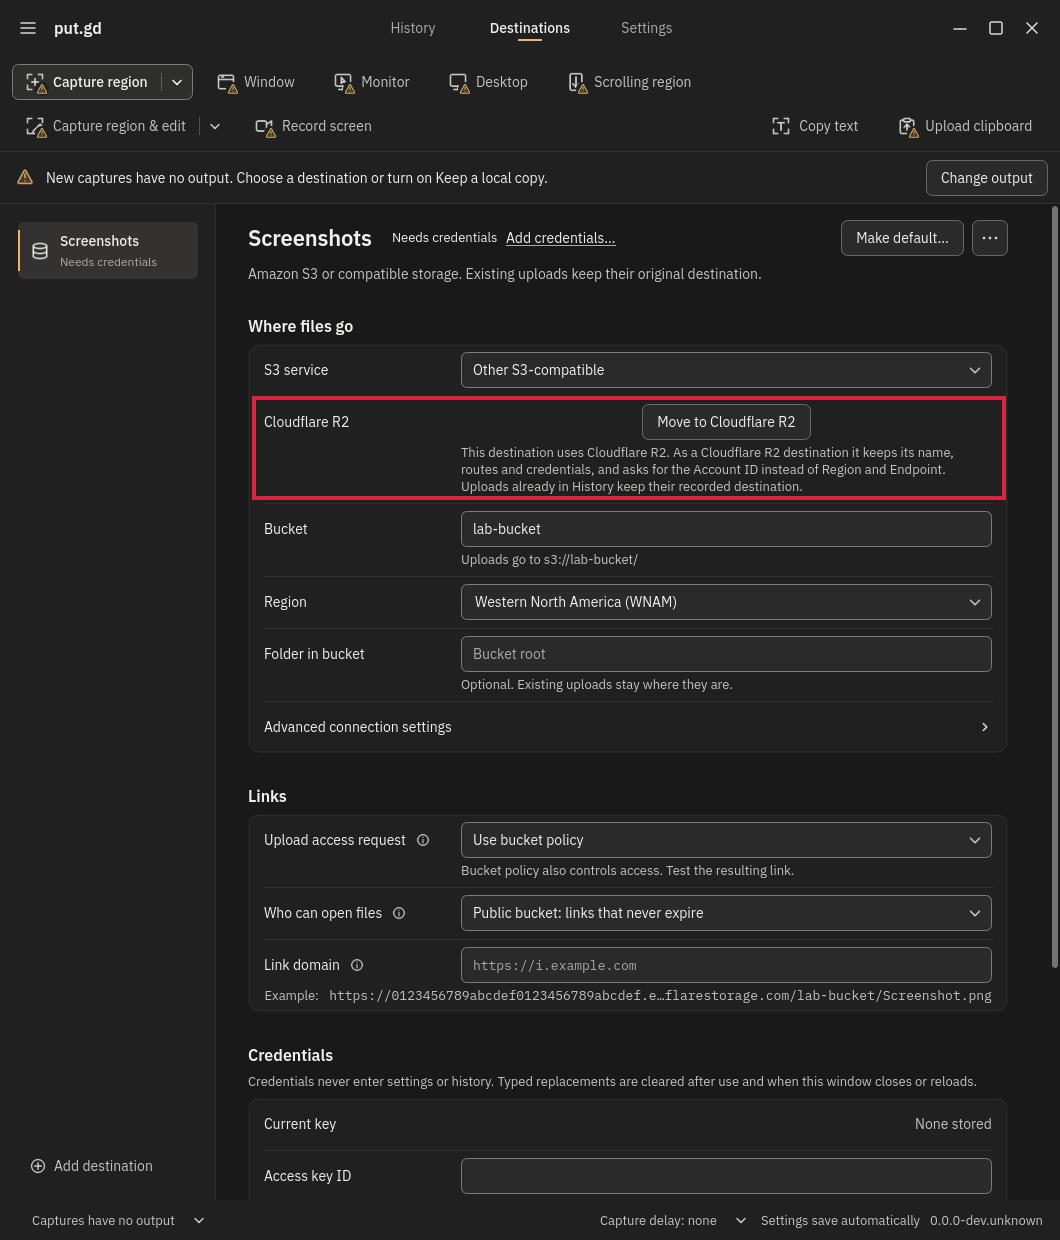 put.gd
History
Destinations
Settings
Capture region
Window
Monitor
Desktop
Scrolling region
Capture region & edit
Record screen
Copy text
Upload clipboard
New captures have no output. Choose a destination or turn on Keep a local copy.
Change output
Screenshots
Needs credentials
Screenshots
Needs credentials
Add credentials...
Make default...
Amazon S3 or compatible storage. Existing uploads keep their original destination.
Where files go
S3 service
Other S3-compatible
Cloudflare R2
Move to Cloudflare R2
This destination uses Cloudflare R2. As a Cloudflare R2 destination it keeps its name,
routes and credentials, and asks for the Account ID instead of Region and Endpoint.
Uploads already in History keep their recorded destination.
Bucket
lab-bucket
Uploads go to s3://lab-bucket/
Region
Western North America (WNAM)
Folder in bucket
Bucket root
Optional. Existing uploads stay where they are.
Advanced connection settings
Links
Upload access request
Use bucket policy
Bucket policy also controls access. Test the resulting link.
Who can open files
Public bucket: links that never expire
Link domain
https://i.example.com
Example: https://0123456789abcdef0123456789abcdef.e…flarestorage.com/lab-bucket/Screenshot.png
Credentials
Credentials never enter settings or history. Typed replacements are cleared after use and when this window closes or reloads.
Current key
None stored
Access key ID
Add destination
Captures have no output
Capture delay: none
Settings save automatically
0.0.0-dev.unknown